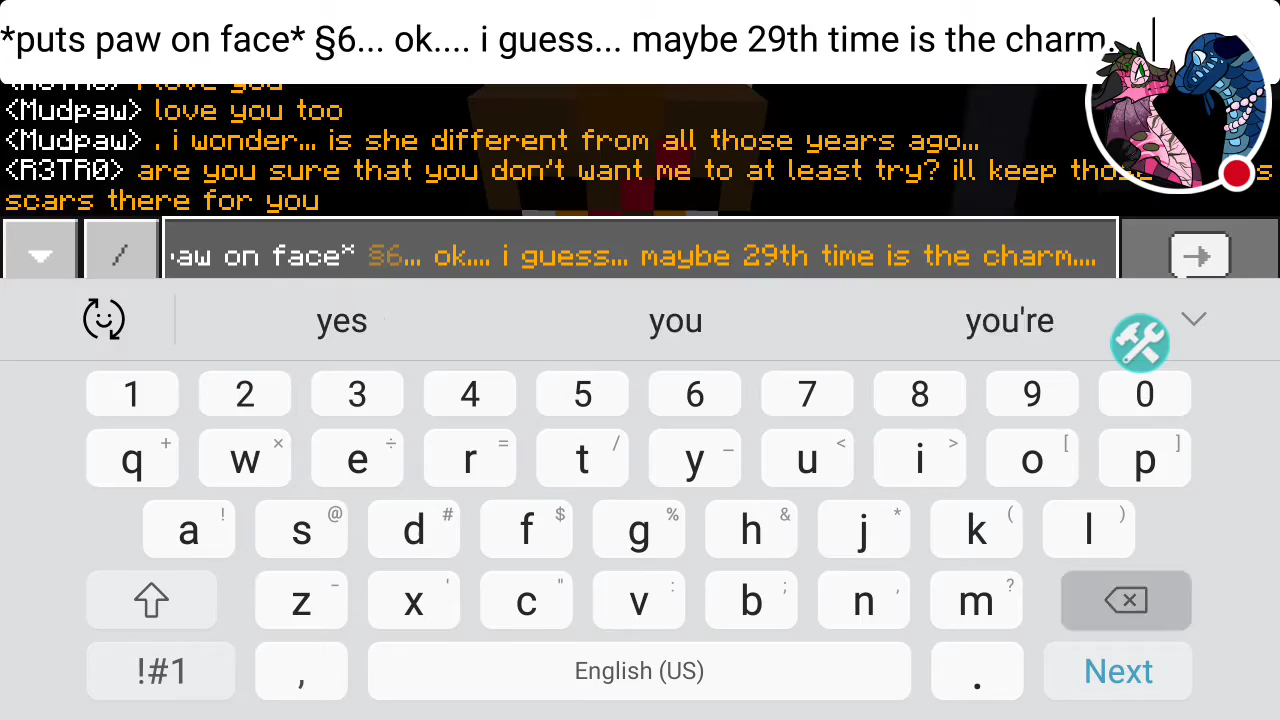 *puts paw on face* §6... ok.... i guess... maybe 29th time is the charm.
love you
<Mudpaw> love you too
<Mudpaw> . i wonder... is she different from all those years ago...
<R3TR0> are you sure that you don't want me to at least try? ill keep
scars there for you
/ aw on face* §6... ok.... i guess... maybe 29th time is the charm....
yes you you're
1 2 3 4 5 6 7 8 9 0
q + w × e ÷ r = t / y _ u < i > o [ p ]
a ! s @ d # f $ g % h & j * k ( l )
z - x ' c " v : b ; n , m ?
!#1 , English (US) . Next